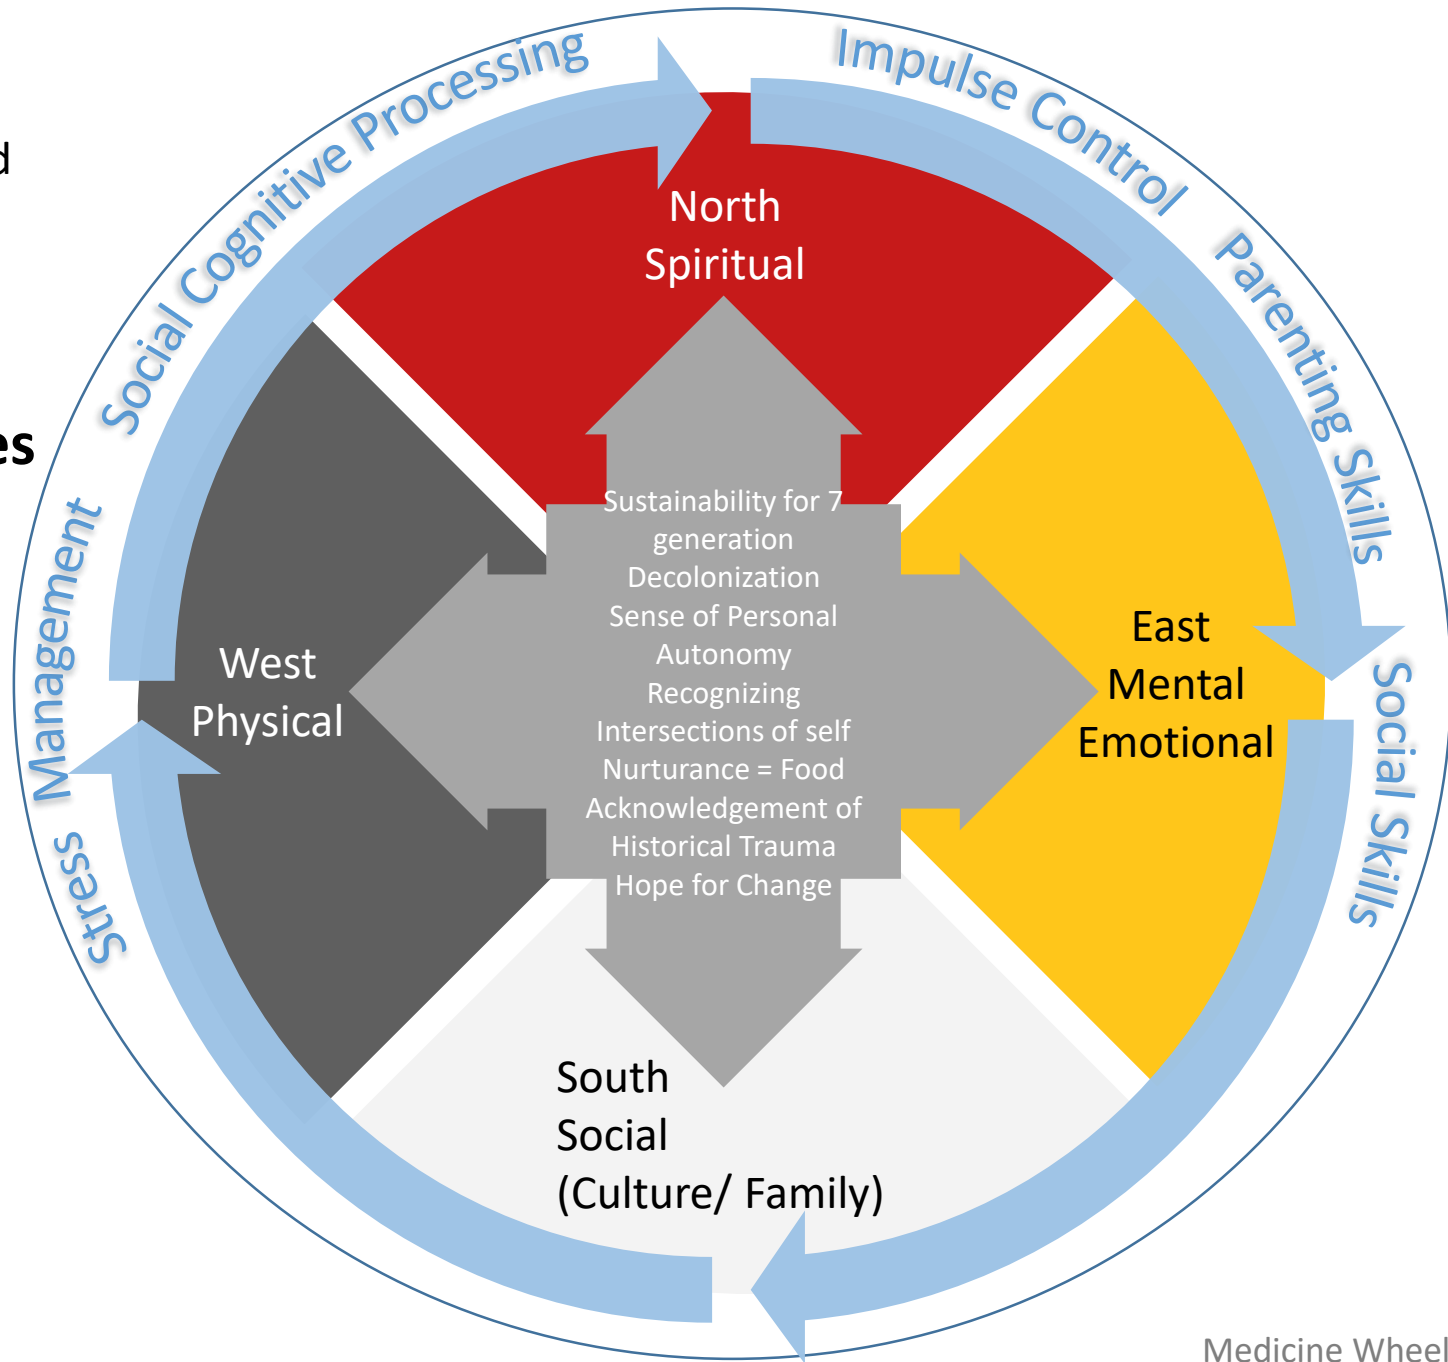 d
es
Social Cognitive Processing
Impulse Control
Parenting Skills
Social Skills
Stress Management
North
Spiritual
West
Physical
East
Mental
Emotional
Sustainability for 7
generation
Decolonization
Sense of Personal
Autonomy
Recognizing
Intersections of self
Nurturance = Food
Acknowledgement of
Historical Trauma
Hope for Change
South
Social
(Culture/ Family)
Medicine Wheel